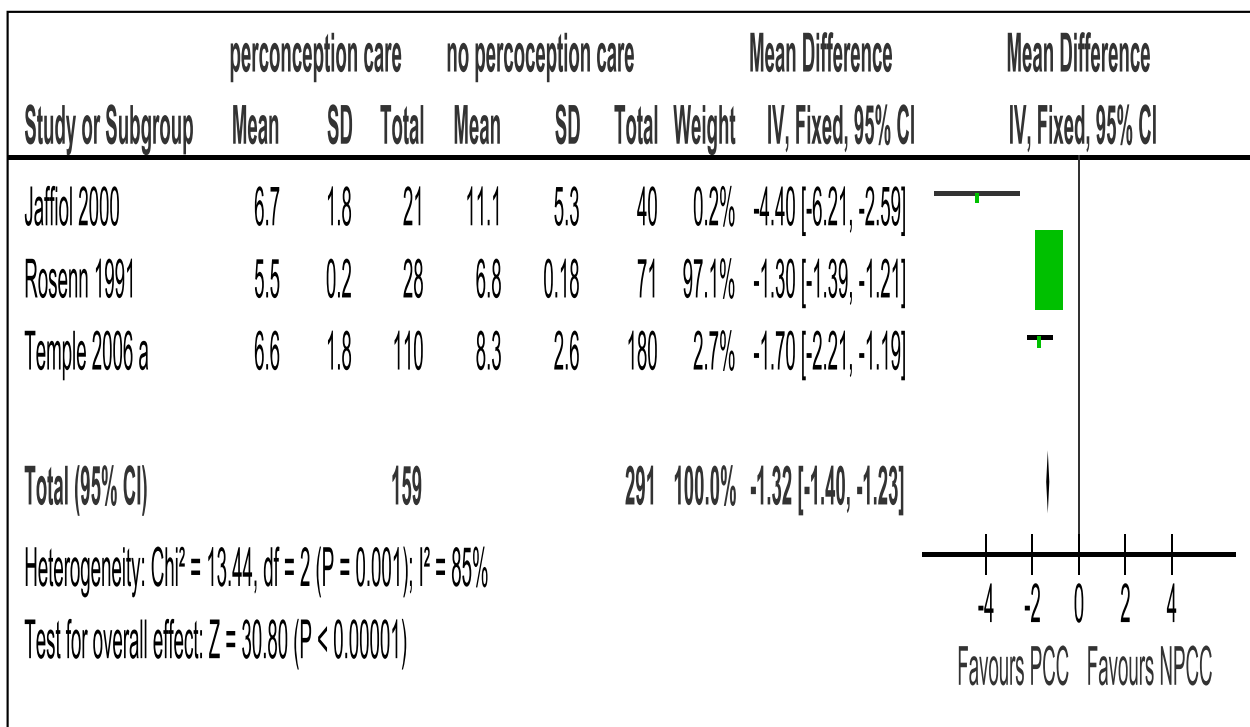 perconception care no percoception care Mean Difference Mean Difference
Study or Subgroup Mean SD Total Mean SD Total Weight IV, Fixed, 95% CI IV, Fixed, 95% CI
Jaffiol 2000 6.7 1.8 21 11.1 5.3 40 0.2% -4.40 [-6.21, -2.59]
Rosenn 1991 5.5 0.2 28 6.8 0.18 71 97.1% -1.30 [-1.39, -1.21]
Temple 2006 a 6.6 1.8 110 8.3 2.6 180 2.7% -1.70 [-2.21, -1.19]
Total (95% CI) 159 291 100.0% -1.32 [-1.40, -1.23]
Heterogeneity: Chi² = 13.44, df = 2 (P = 0.001); I² = 85%
Test for overall effect: Z = 30.80 (P < 0.00001)
-4 -2 0 2 4
Favours PCC Favours NPCC